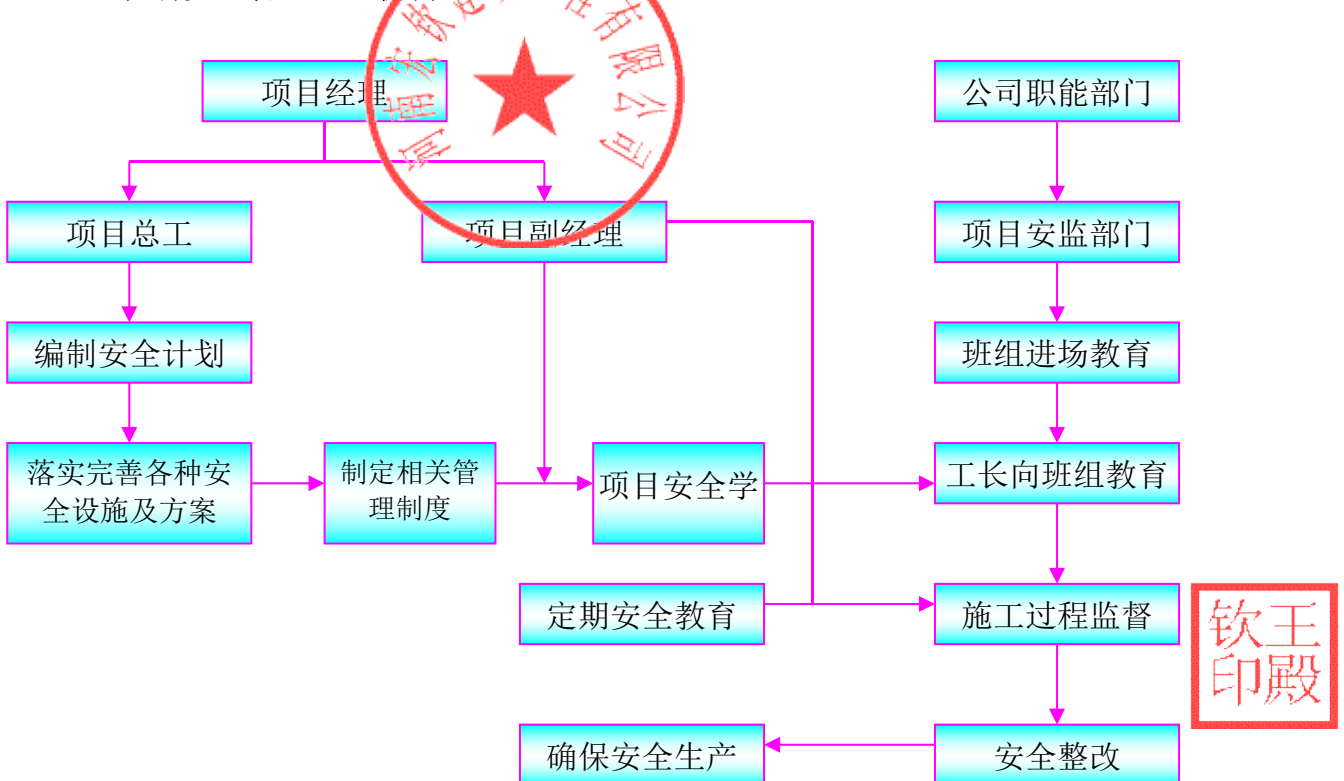 项目经理
公司职能部门
项目总工
项目副经理
项目安监部门
编制安全计划
班组进场教育
落实完善各种安
全设施及方案
制定相关管
理制度
项目安全学
工长向班组教育
定期安全教育
施工过程监督
钦王
印殿
确保安全生产
安全整改